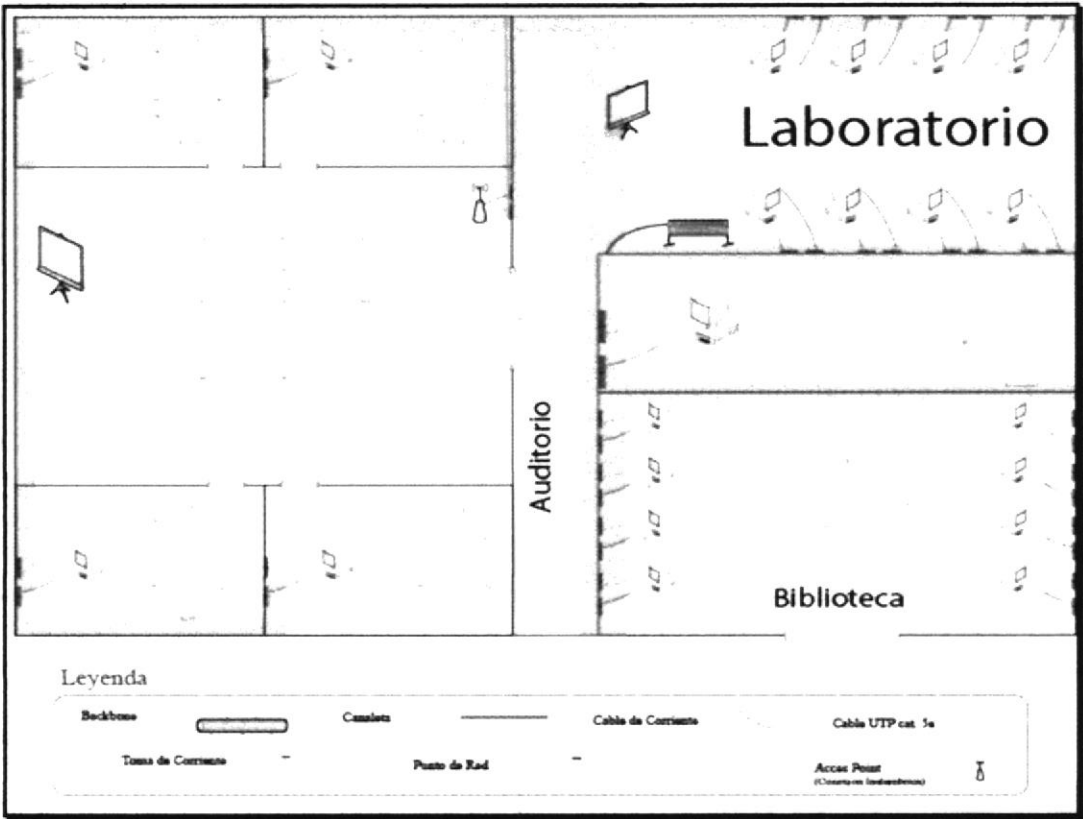 Laboratorio
Auditorio
Biblioteca
Leyenda
Backbone
Canaleta
Cable de Corriente
Cable UTP cat. 5e
Toma de Corriente
Punto de Red
Acces Point